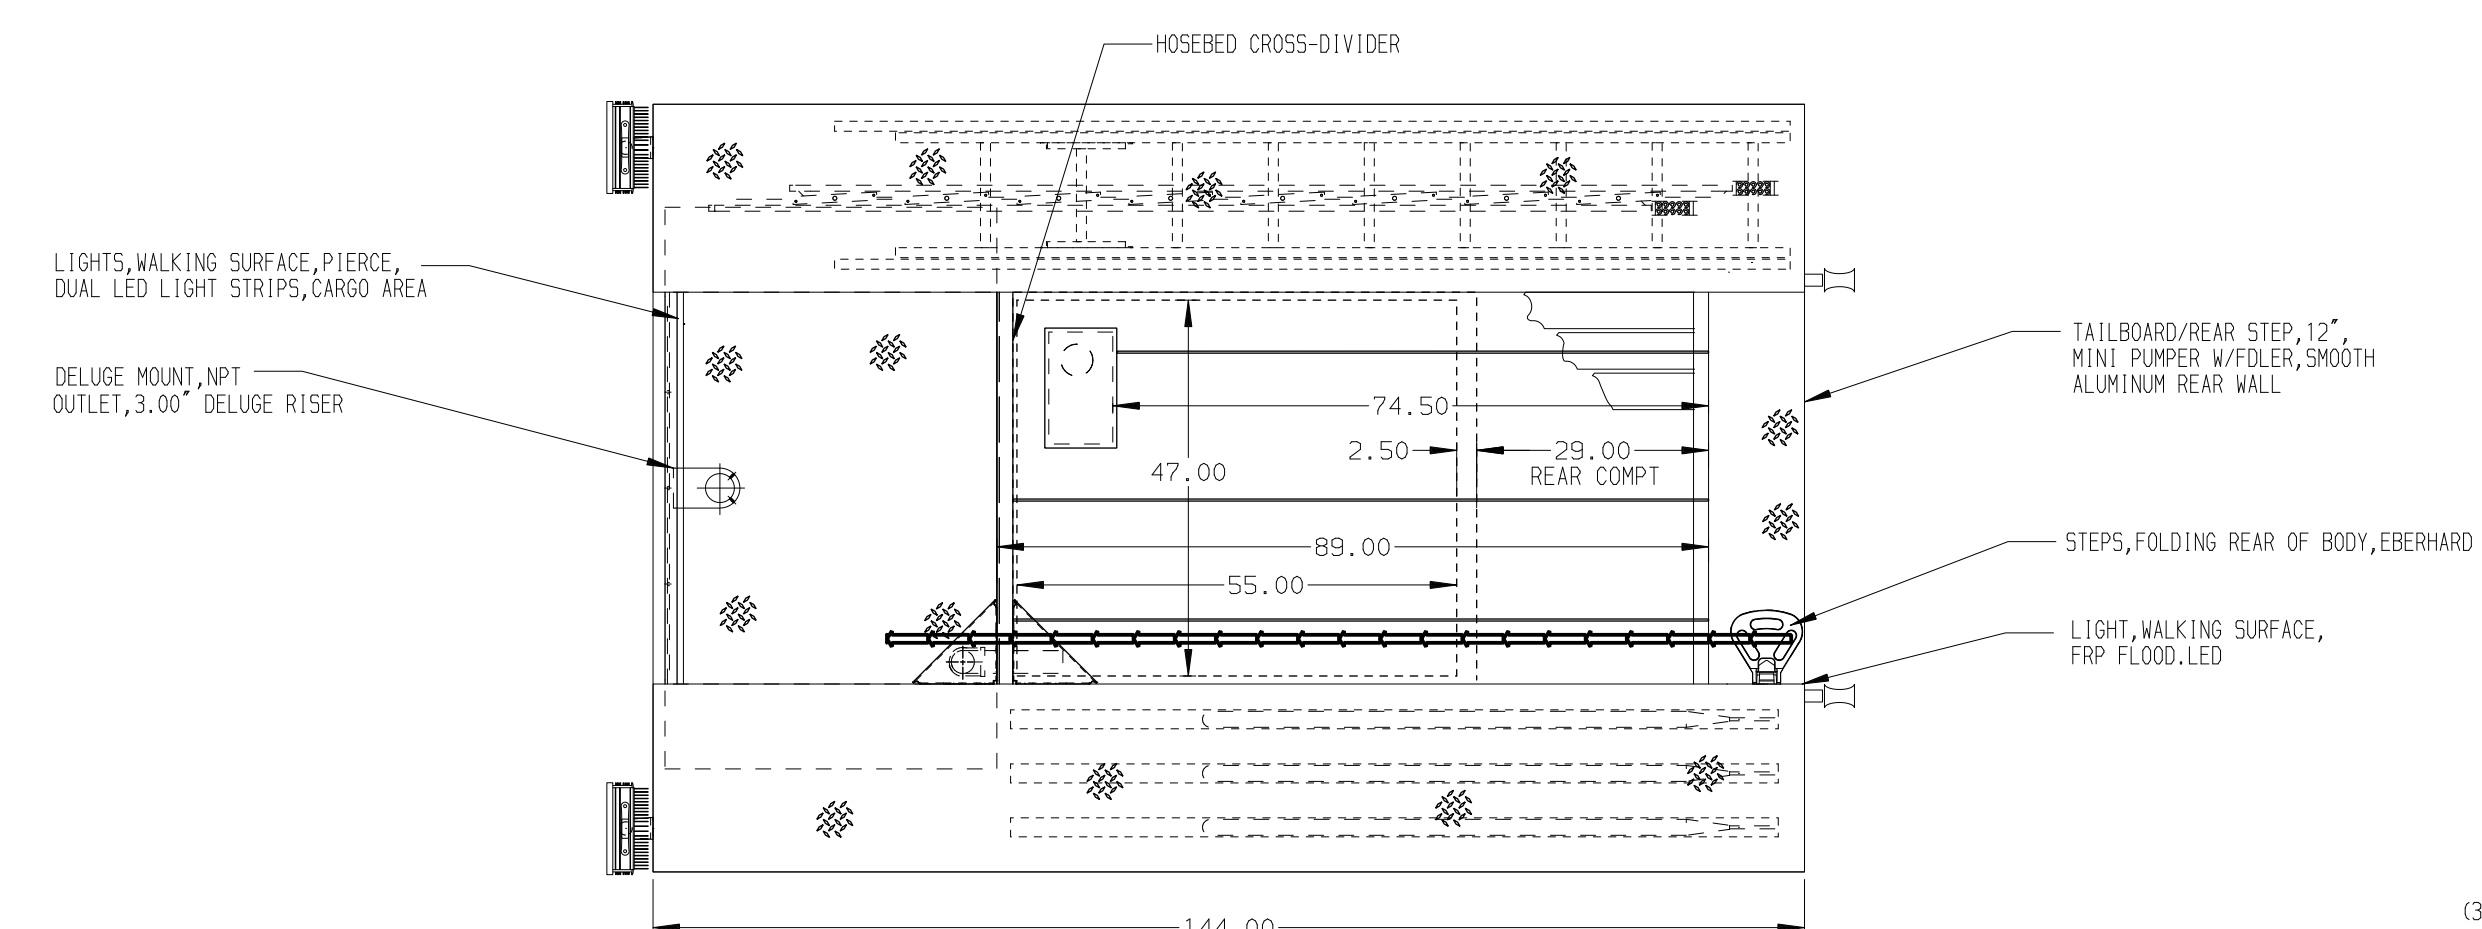 HOSEBED CROSS-DIVIDER
LIGHTS,WALKING SURFACE,PIERCE,
DUAL LED LIGHT STRIPS,CARGO AREA
DELUGE MOUNT,NPT
OUTLET,3.00" DELUGE RISER
TAILBOARD/REAR STEP,12",
MINI PUMPER W/FDLER,SMOOTH
ALUMINUM REAR WALL
74.50
2.50
29.00
REAR COMPT
47.00
89.00
55.00
STEPS,FOLDING REAR OF BODY,EBERHARD
LIGHT,WALKING SURFACE,
FRP FLOOD.LED
144.00
(3